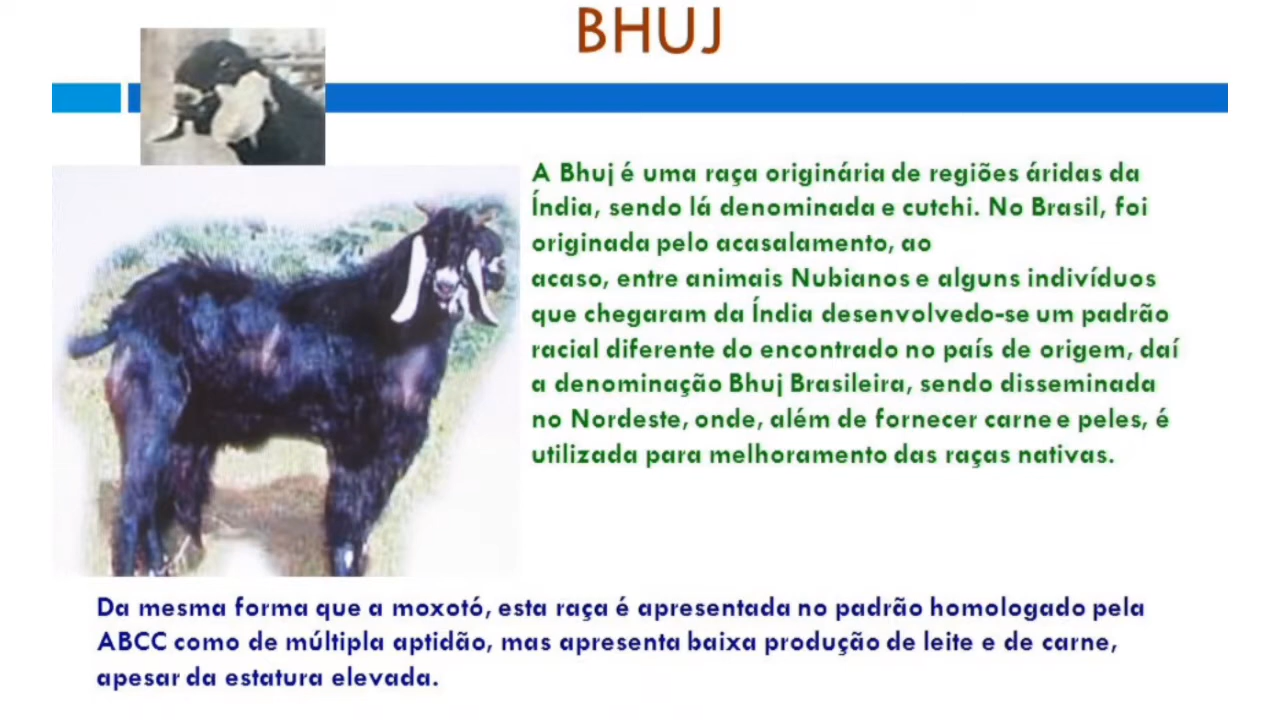 BHUJ
A Bhuj é uma raça originária de regiões áridas da
Índia, sendo lá denominada e cutchi. No Brasil, foi
originada pelo acasalamento, ao
acaso, entre animais Nubianos e alguns indivíduos
que chegaram da Índia desenvolvedo-se um padrão
racial diferente do encontrado no país de origem, daí
a denominação Bhuj Brasileira, sendo disseminada
no Nordeste, onde, além de fornecer carne e peles, é
utilizada para melhoramento das raças nativas.
Da mesma forma que a moxotó, esta raça é apresentada no padrão homologado pela
ABCC como de múltipla aptidão, mas apresenta baixa produção de leite e de carne,
apesar da estatura elevada.